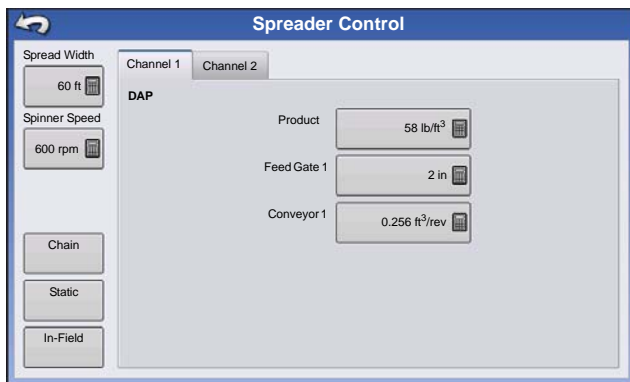 Spreader Control
Spread Width
60 ft
Spinner Speed
600 rpm
Chain
Static
In-Field
Channel 1
Channel 2
DAP
Product
58 lb/ft³
Feed Gate 1
2 in
Conveyor 1
0.256 ft³/rev